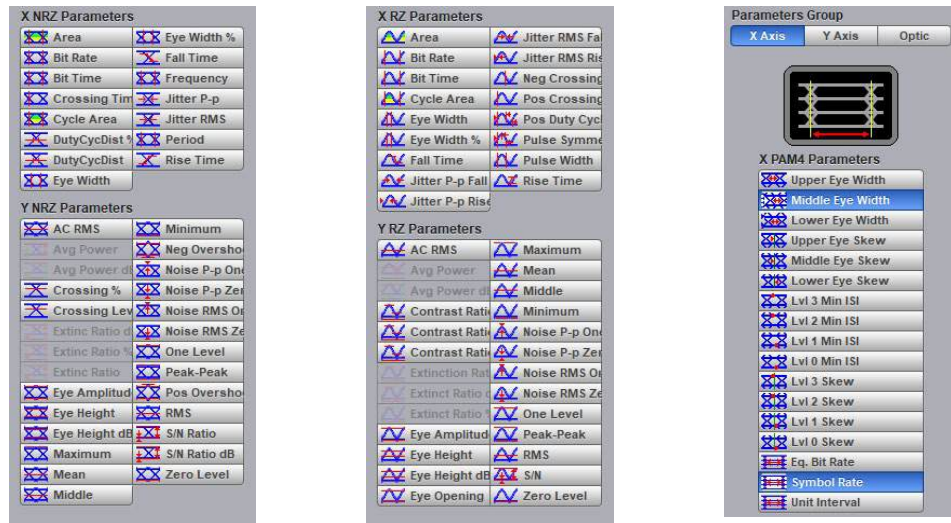 X NRZ Parameters
Area
Eye Width %
Bit Rate
Fall Time
Bit Time
Frequency
Crossing Tim
Jitter P-p
Cycle Area
Jitter RMS
DutyCycDist %
Period
DutyCycDist
Rise Time
Eye Width
Y NRZ Parameters
AC RMS
Minimum
Avg Power
Neg Oversho
Avg Power dB
Noise P-p One
Crossing %
Noise P-p Zer
Crossing Lev
Noise RMS On
Extinc Ratio d
Noise RMS Ze
Extinc Ratio %
One Level
Extinc Ratio
Peak-Peak
Eye Amplitud
Pos Oversho
Eye Height
RMS
Eye Height dB
S/N Ratio
Maximum
S/N Ratio dB
Mean
Zero Level
Middle
X RZ Parameters
Area
Jitter RMS Fal
Bit Rate
Jitter RMS Ris
Bit Time
Neg Crossing
Cycle Area
Pos Crossing
Eye Width
Pos Duty Cycl
Eye Width %
Pulse Symme
Fall Time
Pulse Width
Jitter P-p Fall
Rise Time
Jitter P-p Rise
Y RZ Parameters
AC RMS
Maximum
Avg Power
Mean
Avg Power dB
Middle
Contrast Rati
Minimum
Contrast Rati
Noise P-p One
Contrast Rati
Noise P-p Zer
Extinction Rat
Noise RMS On
Extinct Ratio d
Noise RMS Ze
Extinct Ratio %
One Level
Eye Amplitud
Peak-Peak
Eye Height
RMS
Eye Height dB
S/N
Eye Opening
Zero Level
Parameters Group
X Axis Y Axis Optic
X PAM4 Parameters
Upper Eye Width
Middle Eye Width
Lower Eye Width
Upper Eye Skew
Middle Eye Skew
Lower Eye Skew
Lvl 3 Min ISI
Lvl 2 Min ISI
Lvl 1 Min ISI
Lvl 0 Min ISI
Lvl 3 Skew
Lvl 2 Skew
Lvl 1 Skew
Lvl 0 Skew
Eq. Bit Rate
Symbol Rate
Unit Interval